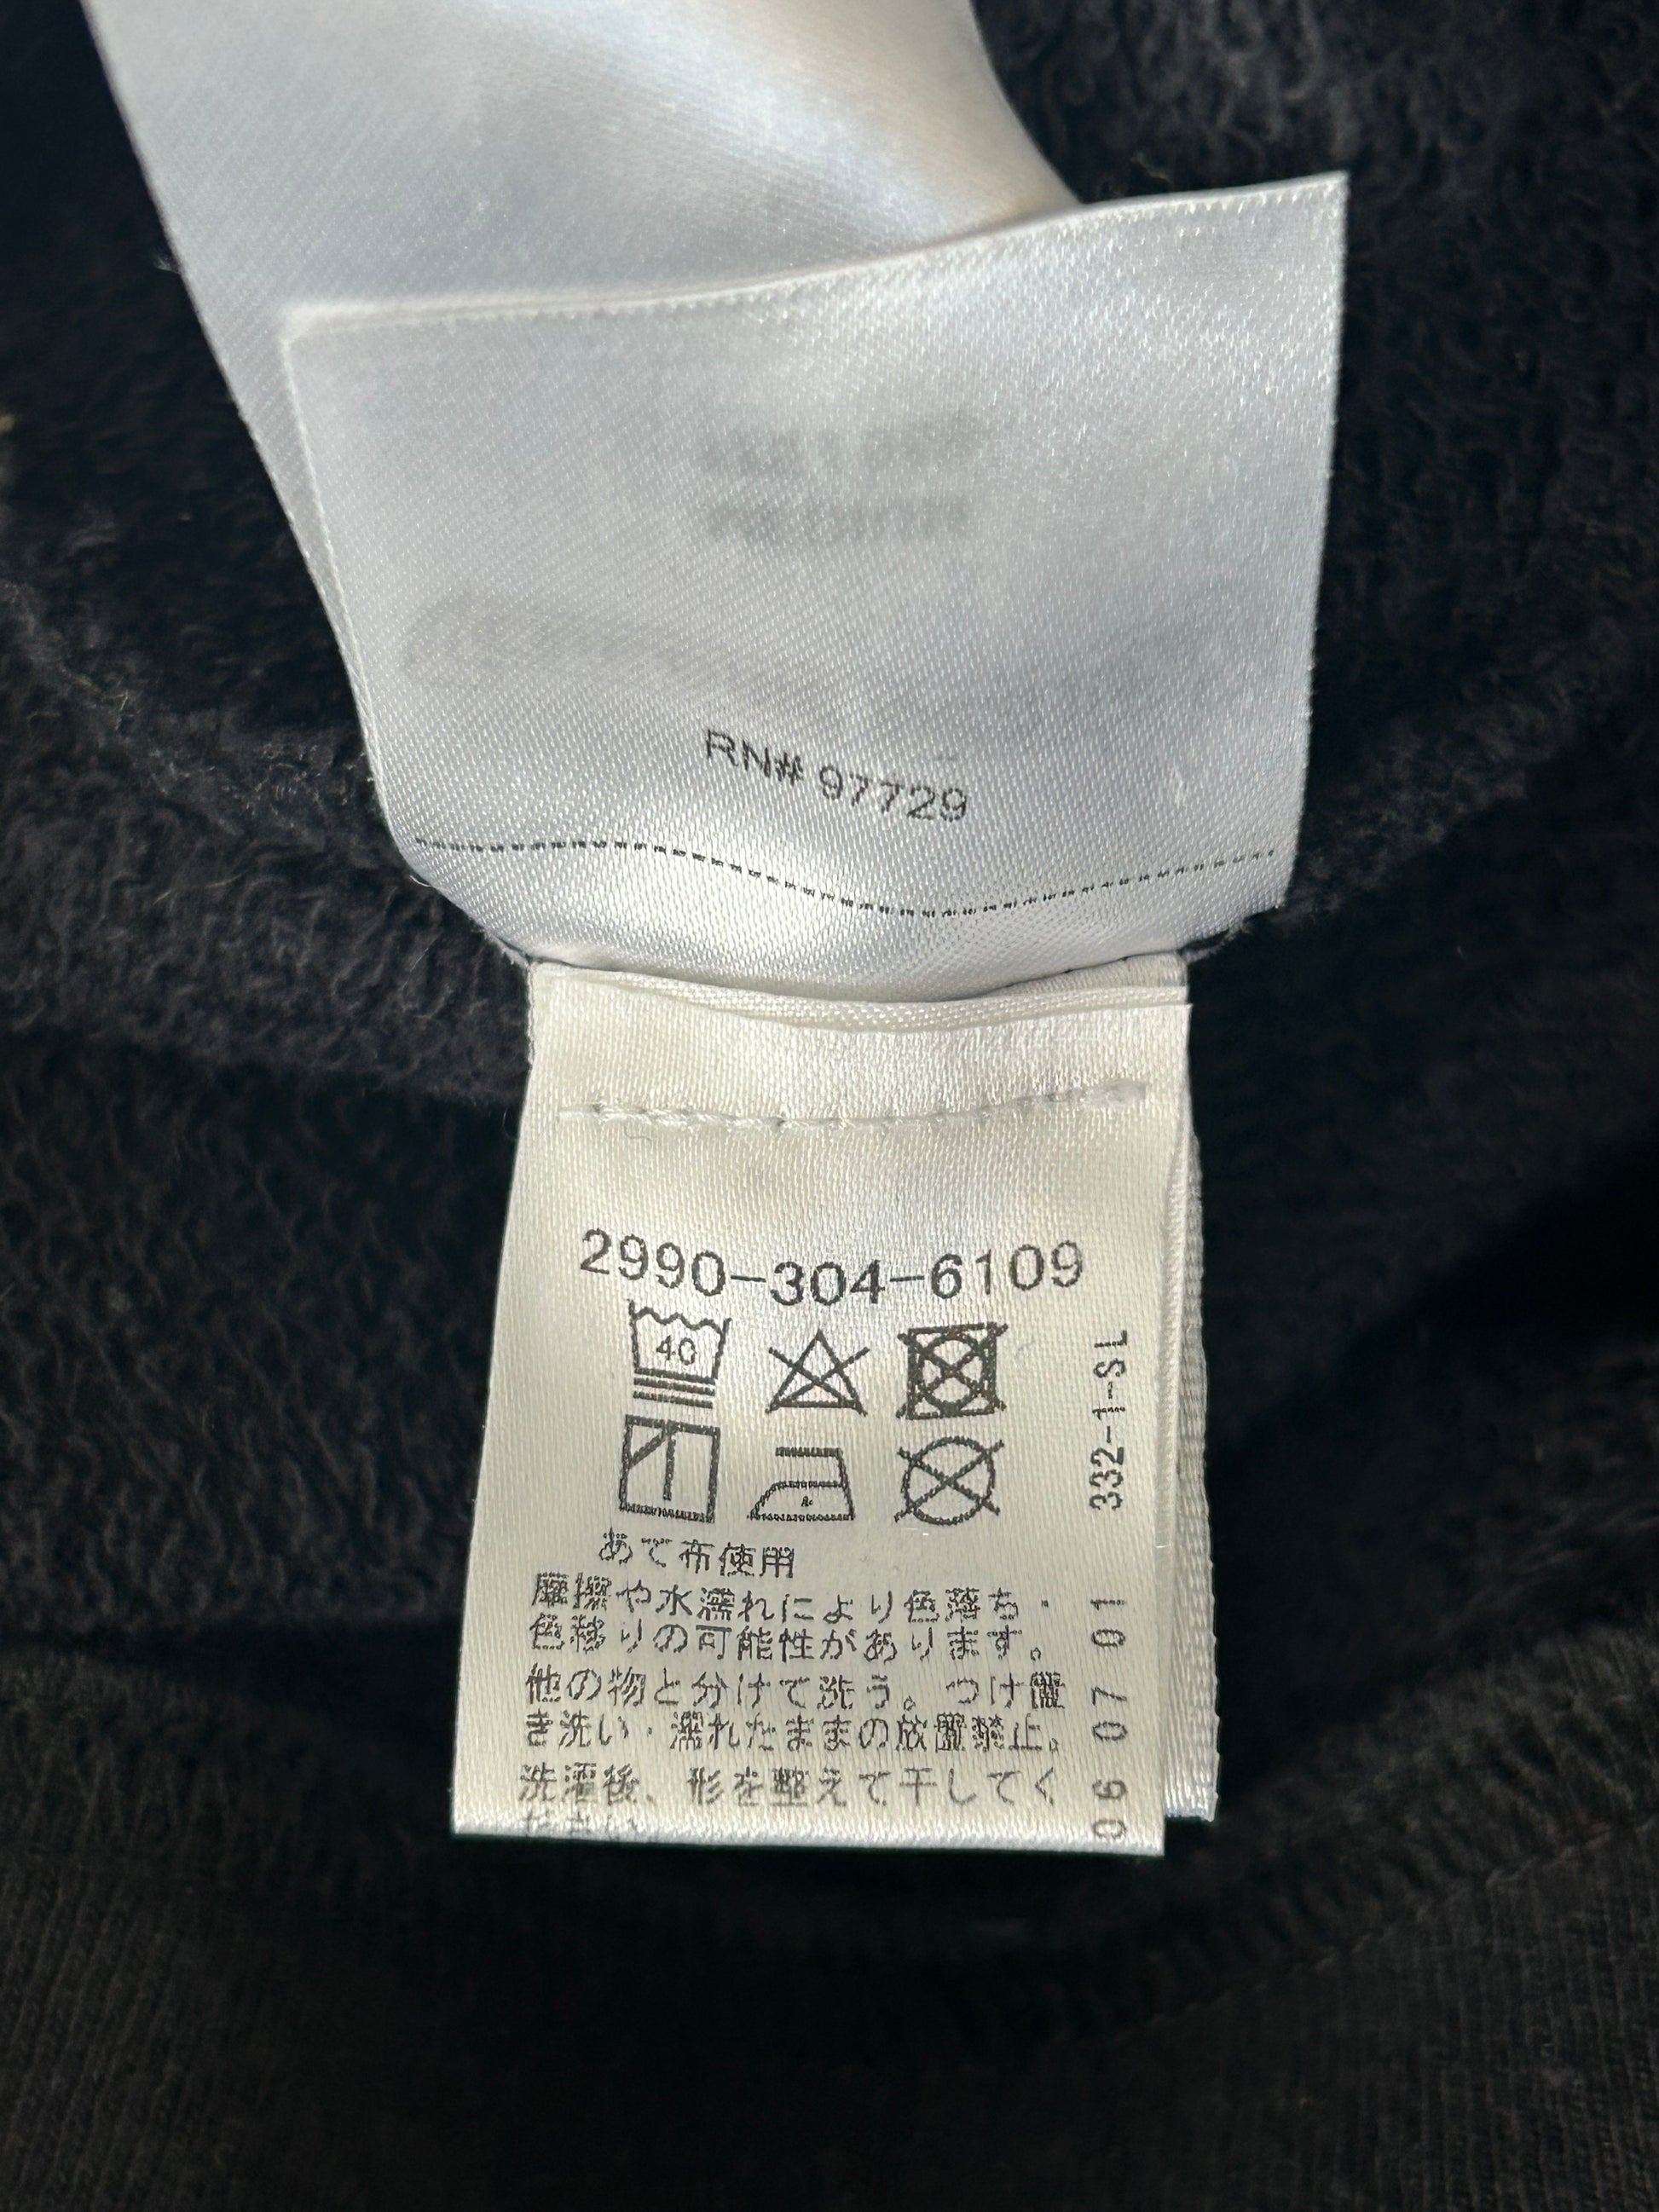 RN# 97729
2990-304-6109
40
332-1-SL
あて布使用
摩擦や水濡れにより色落ち・
色移りの可能性があります。
他の物と分けて洗う。つけ置
き洗い・濡れたままの放置禁止。
洗濯後、形を整えて干してく
ださい
06 07 01